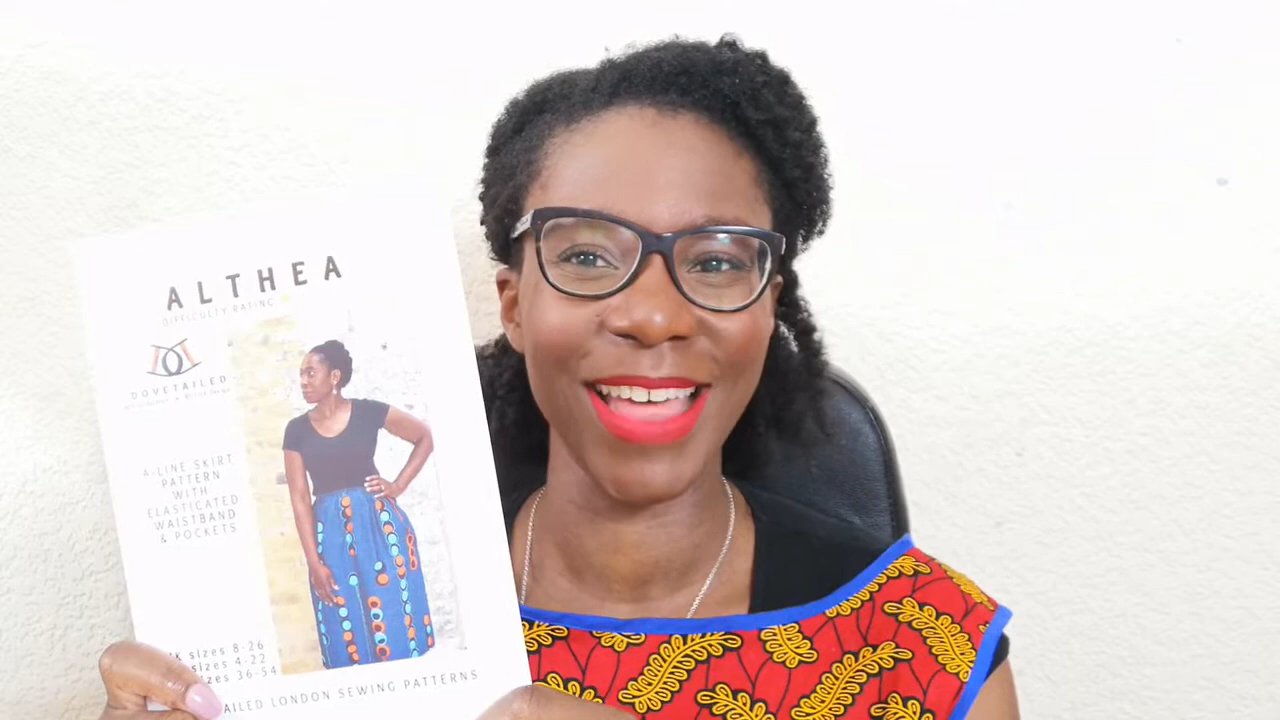 ALTHEA
DIFFICULTY RATING
DOVETAILED
A-LINE SKIRT
PATTERN
WITH
ELASTICATED
WAISTBAND
& POCKETS
UK sizes 8-26
sizes 4-22
sizes 36-54
AILED LONDON SEWING PATTERNS